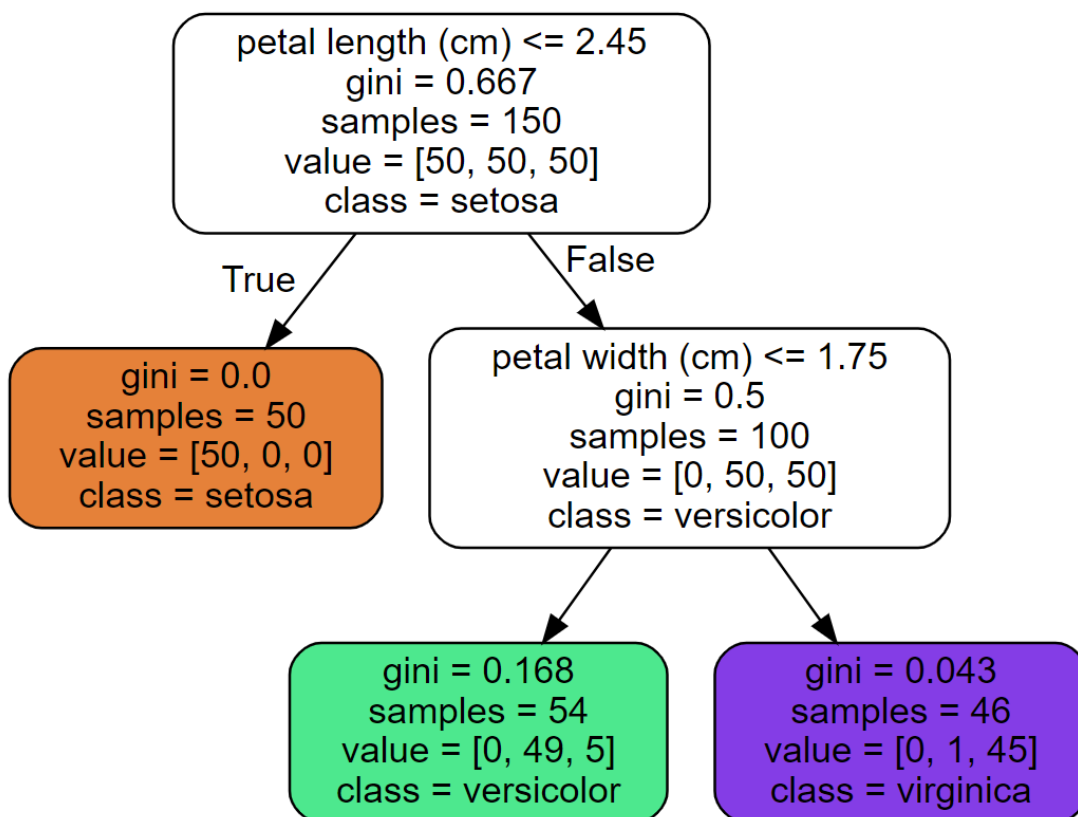 petal length (cm) <= 2.45
gini = 0.667
samples = 150
value = [50, 50, 50]
class = setosa
True
False
gini = 0.0
samples = 50
value = [50, 0, 0]
class = setosa
petal width (cm) <= 1.75
gini = 0.5
samples = 100
value = [0, 50, 50]
class = versicolor
gini = 0.168
samples = 54
value = [0, 49, 5]
class = versicolor
gini = 0.043
samples = 46
value = [0, 1, 45]
class = virginica